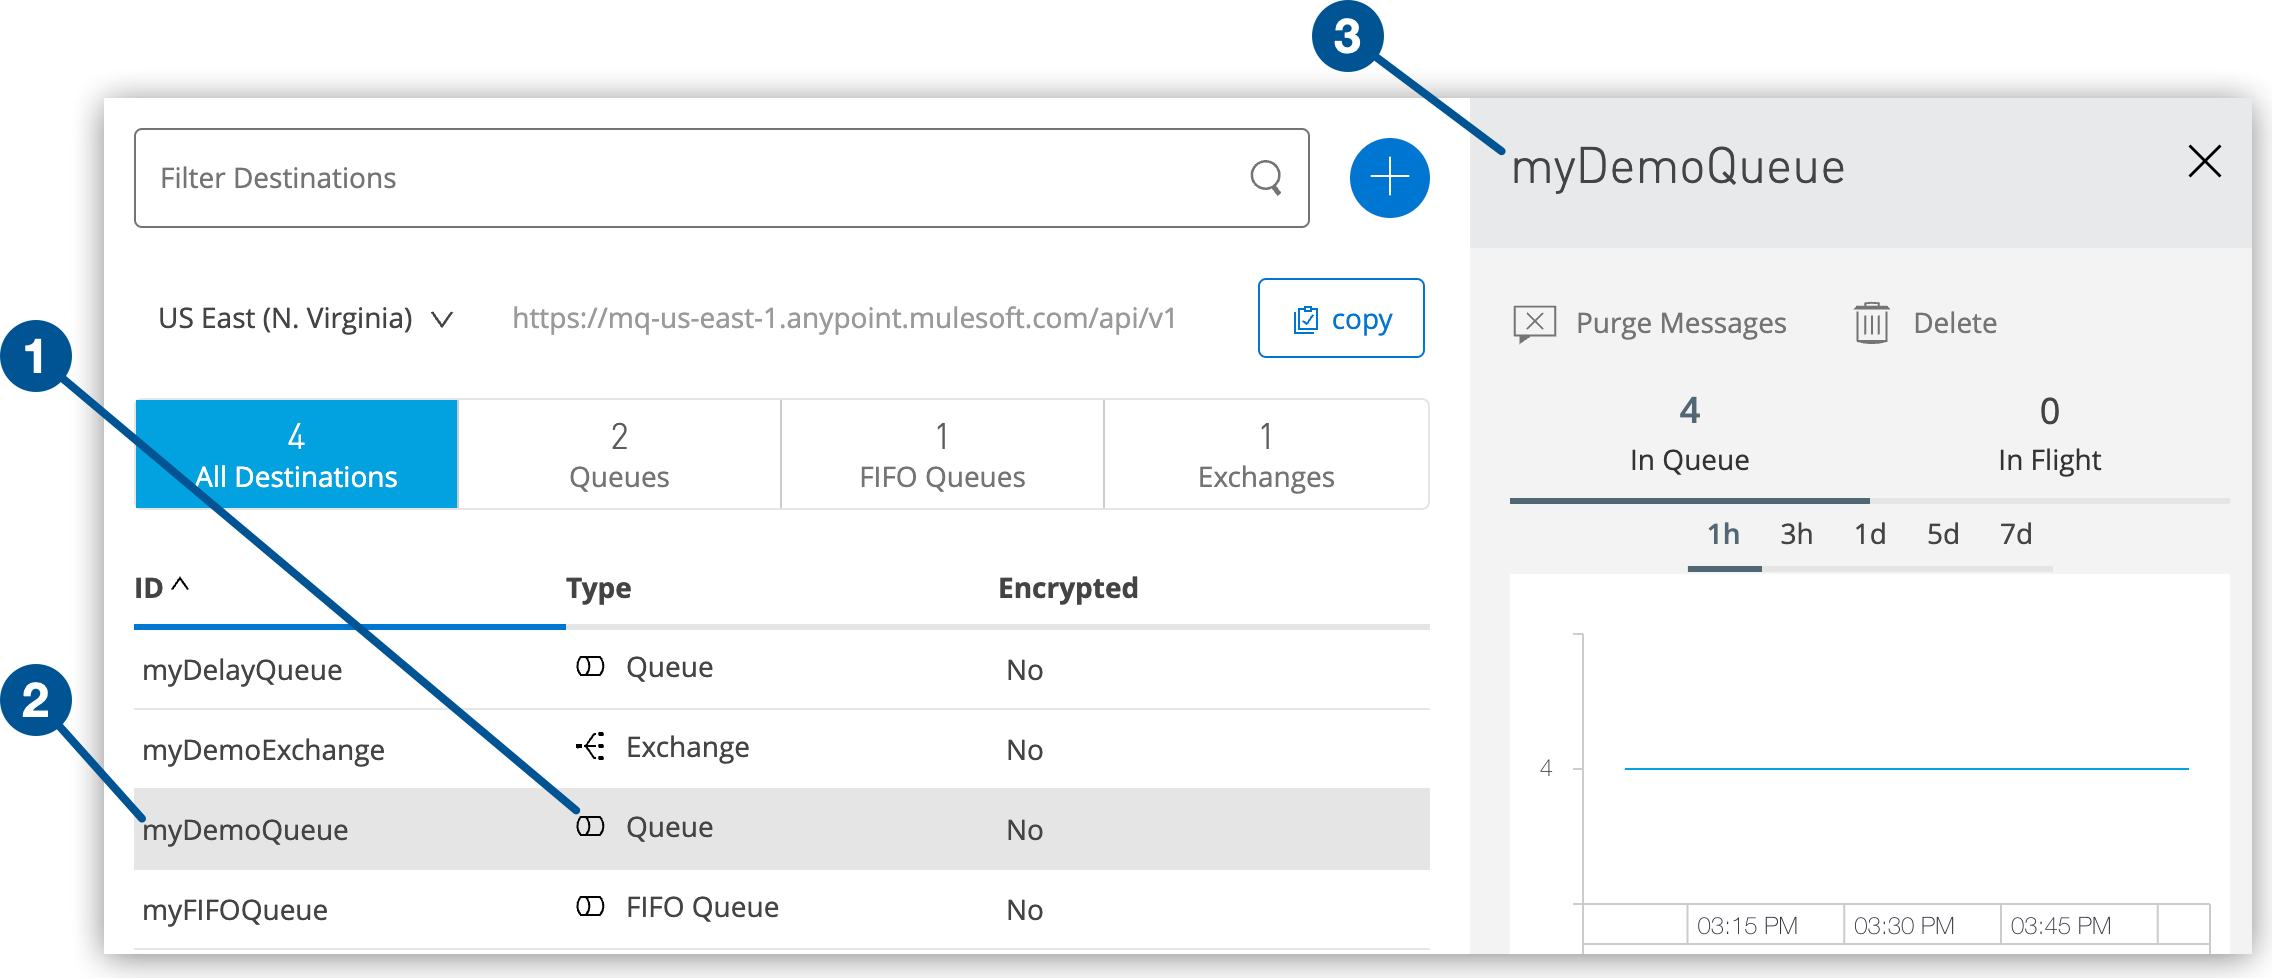 3
Filter Destinations
myDemoQueue
US East (N. Virginia)
https://mq-us-east-1.anypoint.mulesoft.com/api/v1
copy
Purge Messages
Delete
1
4
All Destinations
2
Queues
1
FIFO Queues
1
Exchanges
4
In Queue
0
In Flight
1h 3h 1d 5d 7d
ID Type Encrypted
myDelayQueue Queue No
2
myDemoExchange Exchange No
myDemoQueue Queue No
myFIFOQueue FIFO Queue No
4
03:15 PM 03:30 PM 03:45 PM